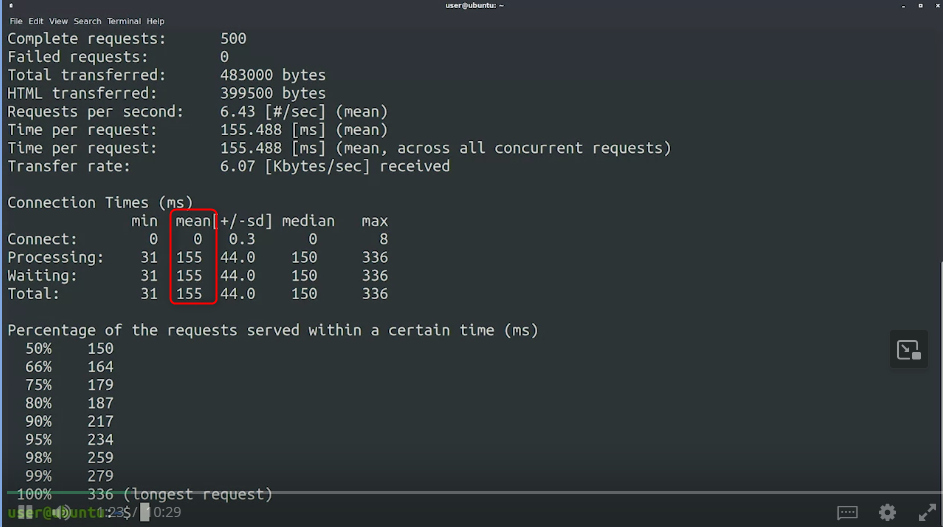 user@ubuntu: ~
File Edit View Search Terminal Help
Complete requests: 500
Failed requests: 0
Total transferred: 483000 bytes
HTML transferred: 399500 bytes
Requests per second: 6.43 [#/sec] (mean)
Time per request: 155.488 [ms] (mean)
Time per request: 155.488 [ms] (mean, across all concurrent requests)
Transfer rate: 6.07 [Kbytes/sec] received
Connection Times (ms)
min mean[+/-sd] median max
Connect: 0 0 0.3 0 8
Processing: 31 155 44.0 150 336
Waiting: 31 155 44.0 150 336
Total: 31 155 44.0 150 336
Percentage of the requests served within a certain time (ms)
50% 150
66% 164
75% 179
80% 187
90% 217
95% 234
98% 259
99% 279
100% 336 (longest request)
user@ubuntu:~$
1:23 / 10:29